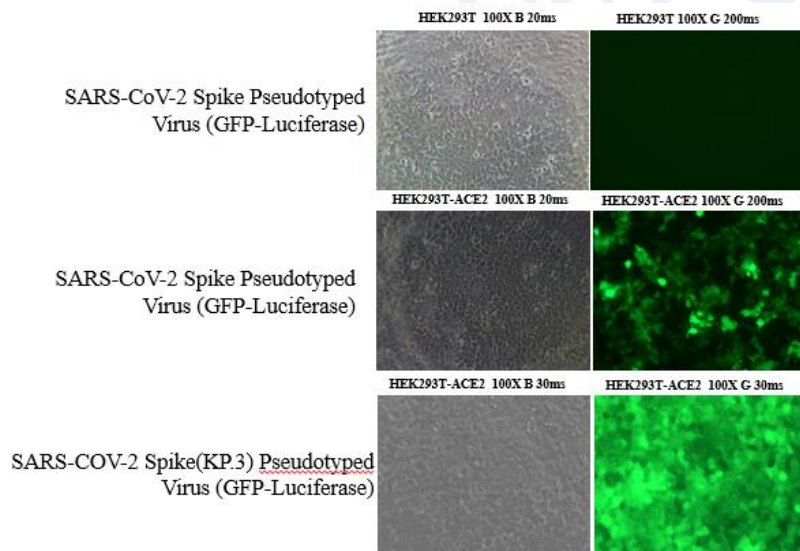 HEK293T 100X B 20ms
HEK293T 100X G 200ms
SARS-CoV-2 Spike Pseudotyped
Virus (GFP-Luciferase)
HEK293T-ACE2 100X B 20ms
HEK293T-ACE2 100X G 200ms
SARS-CoV-2 Spike Pseudotyped
Virus (GFP-Luciferase)
HEK293T-ACE2 100X B 30ms
HEK293T-ACE2 100X G 30ms
SARS-COV-2 Spike(KP.3) Pseudotyped
Virus (GFP-Luciferase)